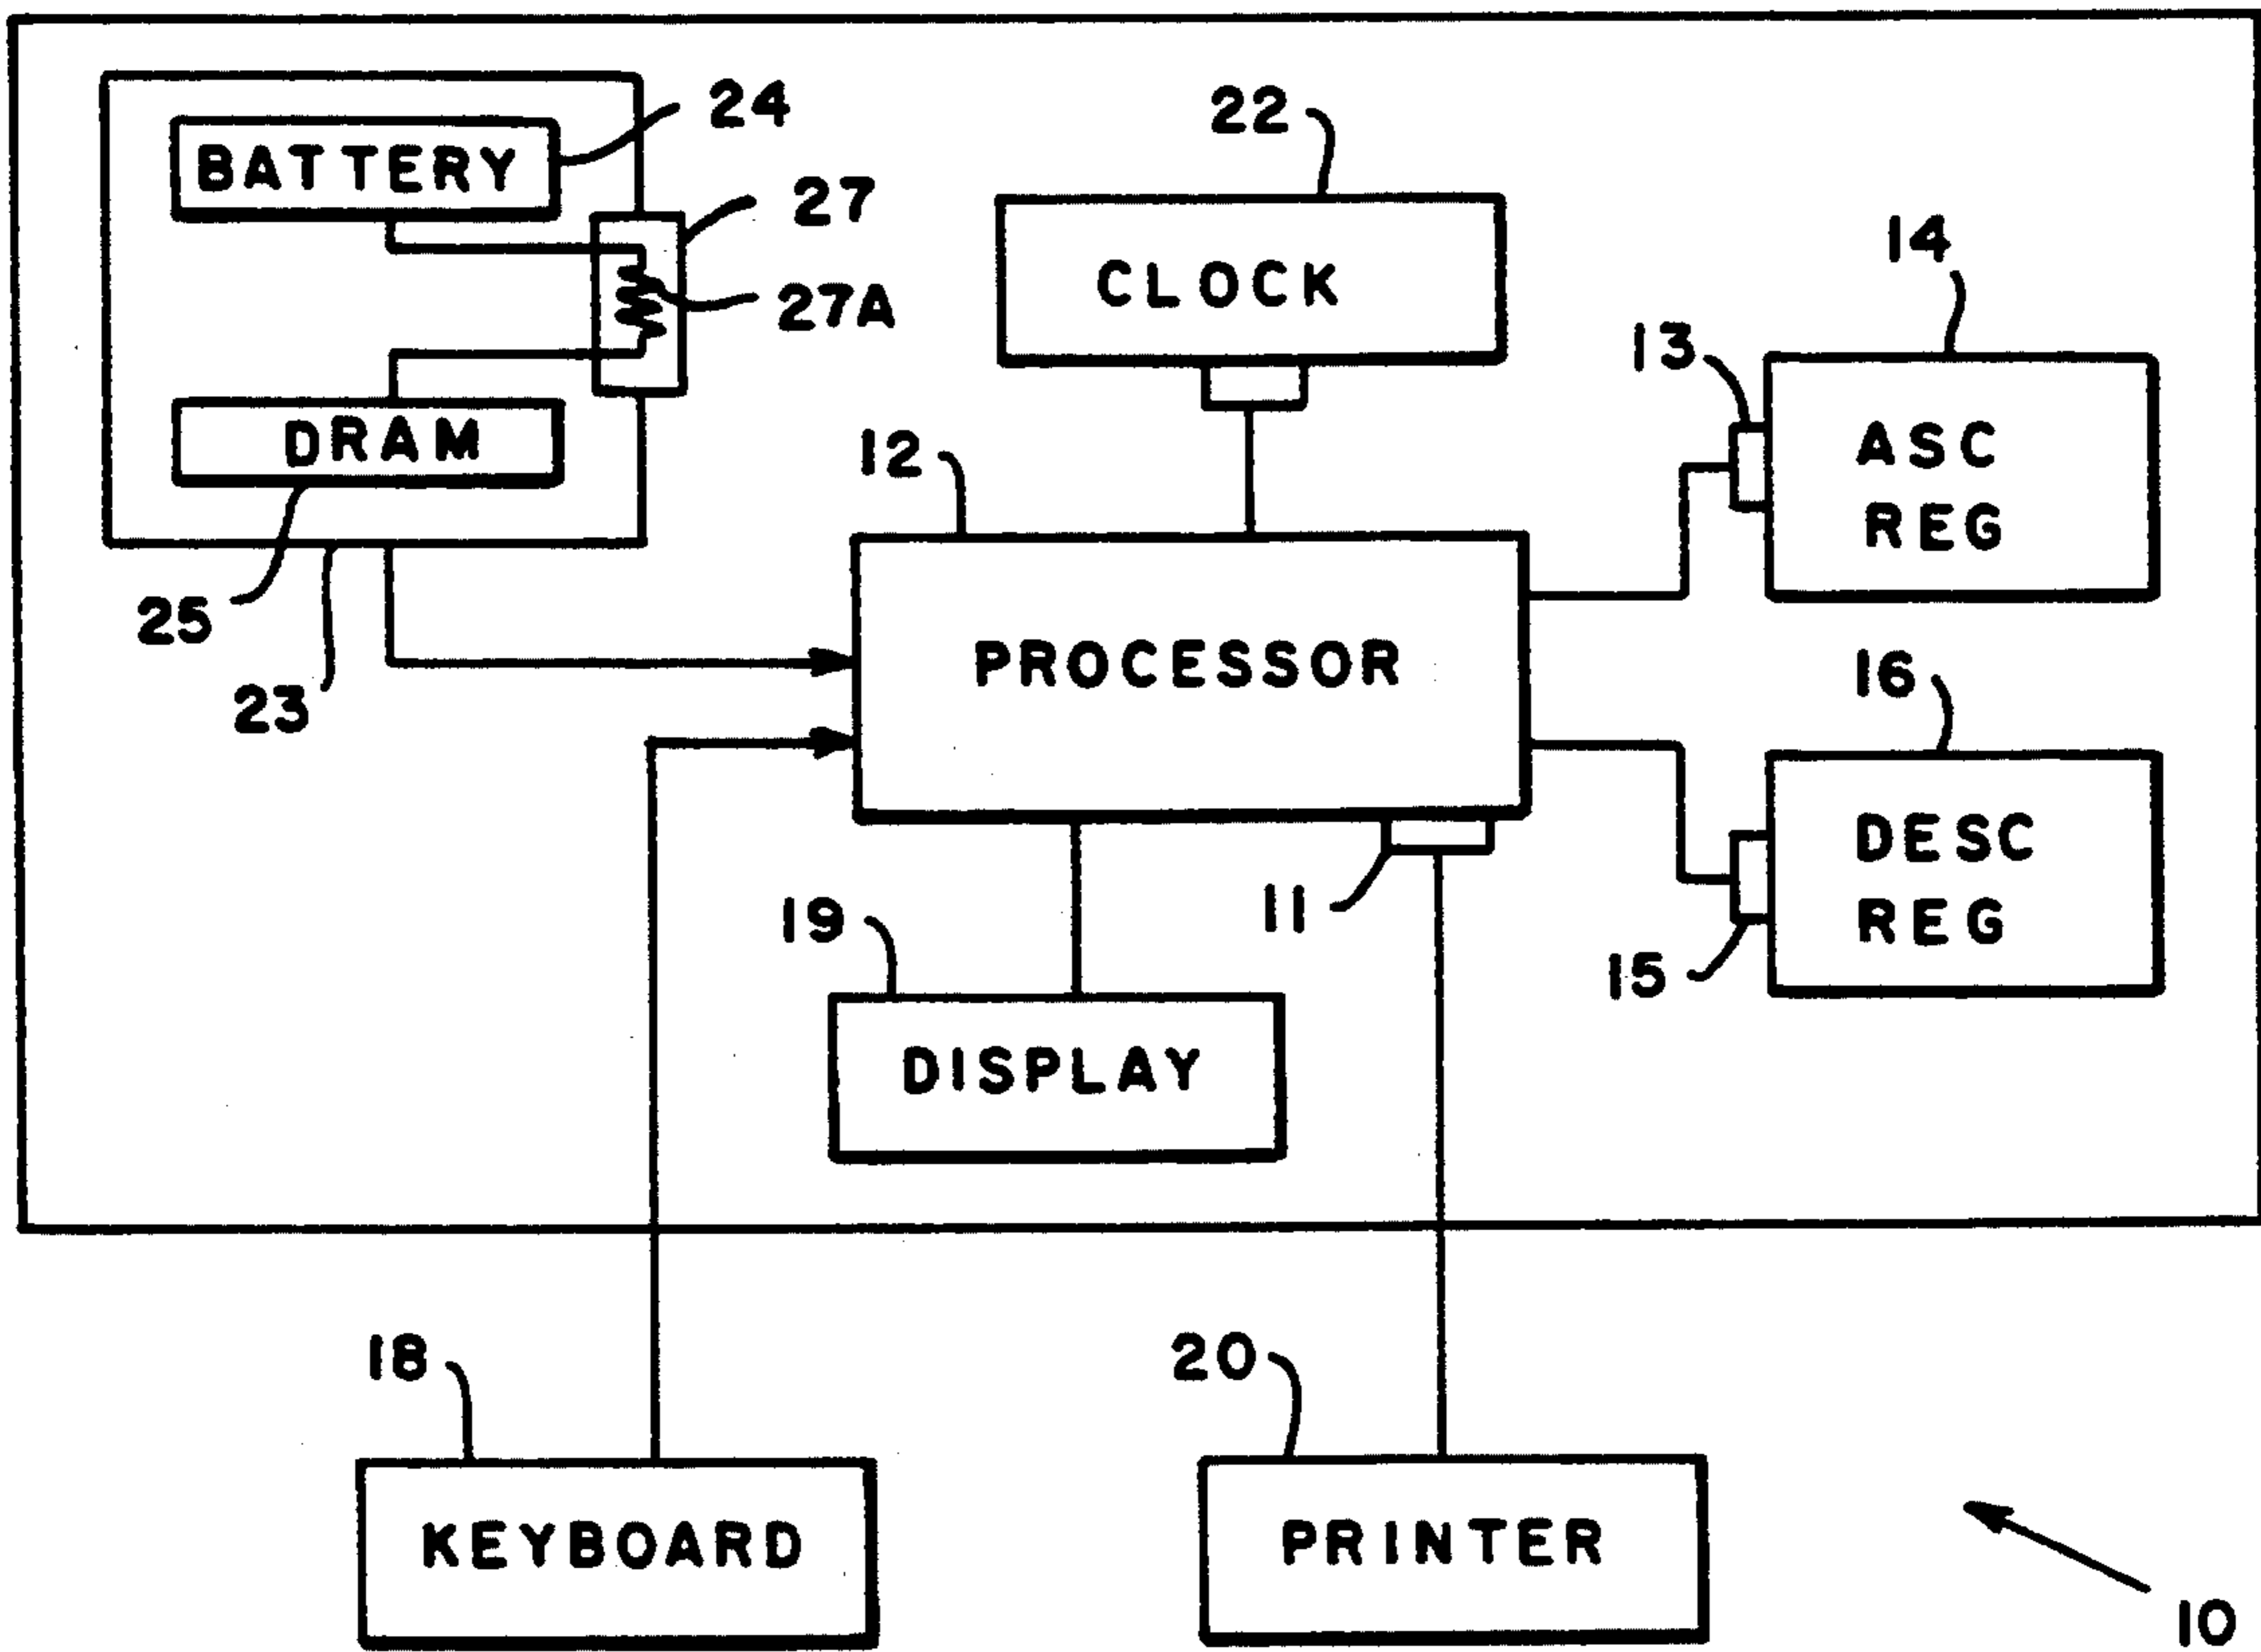 24
BATTERY
27
27A
DRAM
25
23
22
CLOCK
14
13
ASC
REG
12
PROCESSOR
16
DESC
REG
15
11
19
DISPLAY
18
KEYBOARD
20
PRINTER
10